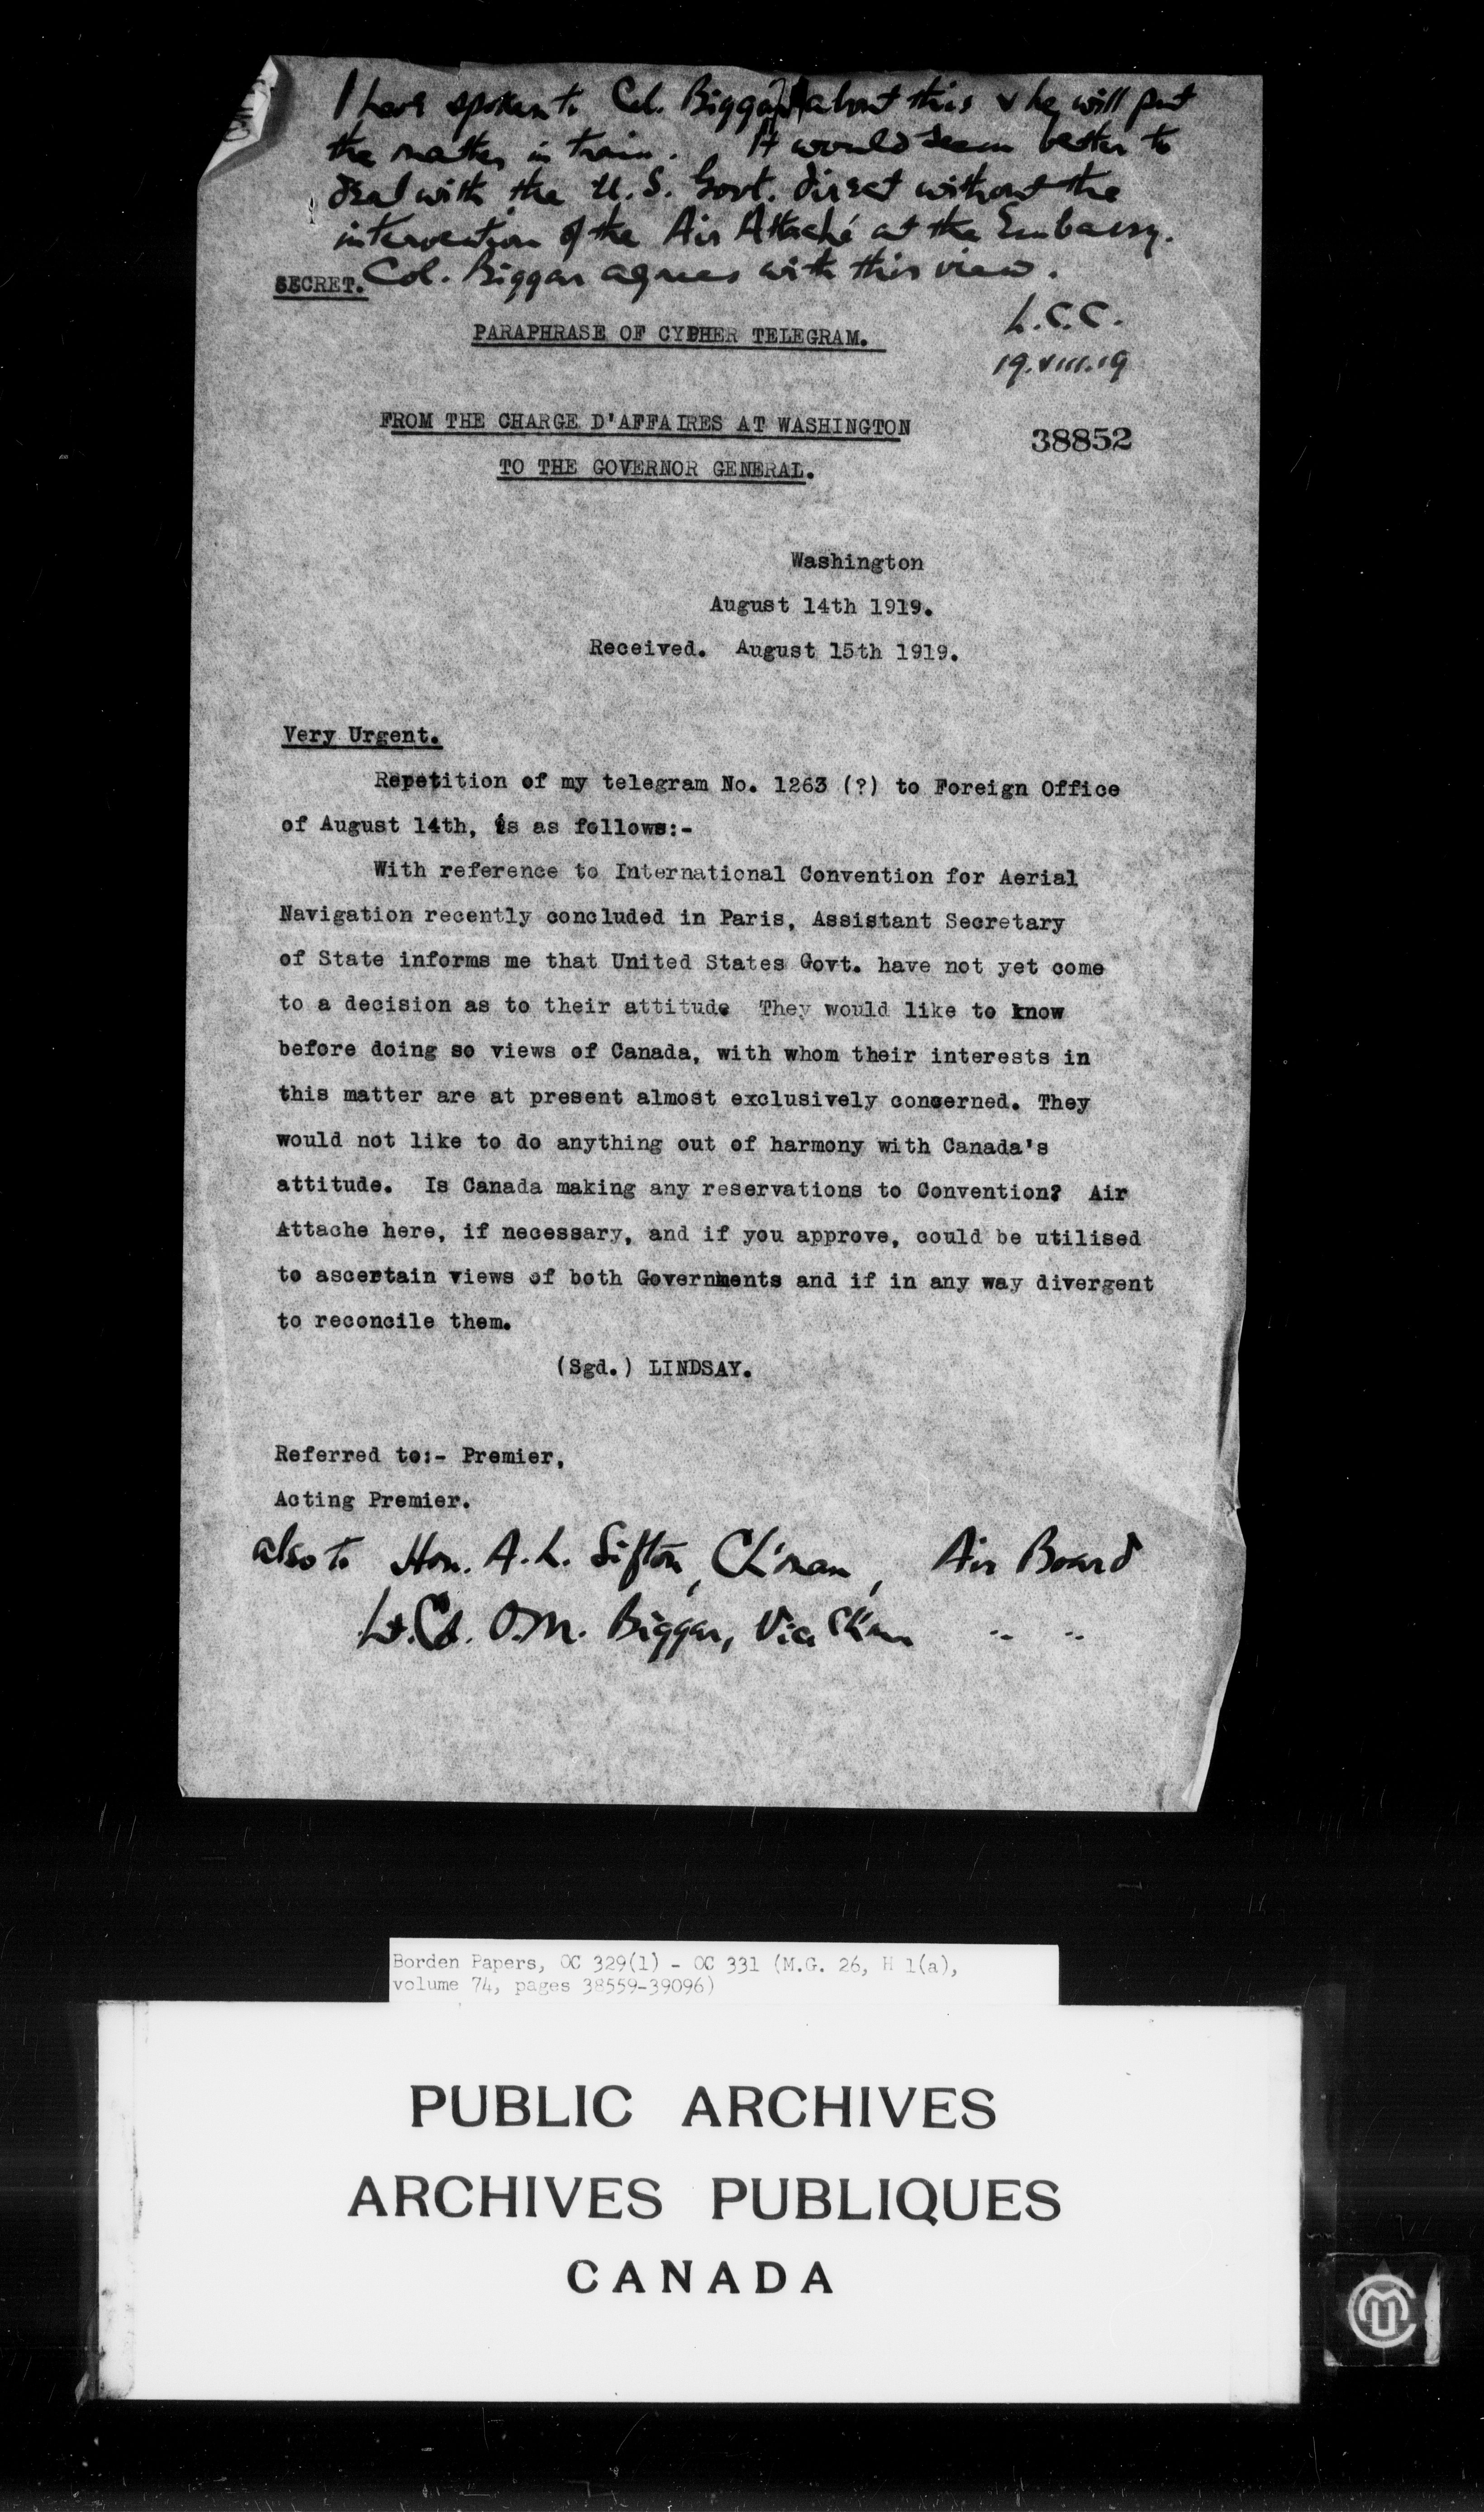 I have spoken to Col. Biggar about this & he will put
the matter in train. It would seem better to
deal with the U.S. Govt. direct without the
intervention of the Air Attaché at the Embassy.
Col. Biggar agrees with this view.
SECRET.
L.C.C.
19.VIII.19
PARAPHRASE OF CYPHER TELEGRAM.
FROM THE CHARGE D'AFFAIRES AT WASHINGTON
38852
TO THE GOVERNOR GENERAL.
Washington
August 14th 1919.
Received. August 15th 1919.
Very Urgent.
Repetition of my telegram No. 1263 (?) to Foreign Office
of August 14th, is as follows:-
With reference to International Convention for Aerial
Navigation recently concluded in Paris, Assistant Secretary
of State informs me that United States Govt. have not yet come
to a decision as to their attitude They would like to know
before doing so views of Canada, with whom their interests in
this matter are at present almost exclusively concerned. They
would not like to do anything out of harmony with Canada's
attitude. Is Canada making any reservations to Convention? Air
Attache here, if necessary, and if you approve, could be utilised
to ascertain views of both Governments and if in any way divergent
to reconcile them.
(Sgd.) LINDSAY.
Referred to:- Premier,
Acting Premier.
also to Hon. A.L. Sifton, Ch'man, Air Board
Lt.Col. O.M. Biggar, Vice Ch'man " "
Borden Papers, OC 329(1) - OC 331 (M.G. 26, H 1(a),
volume 74, pages 38559-39096)
PUBLIC ARCHIVES
ARCHIVES PUBLIQUES
CANADA